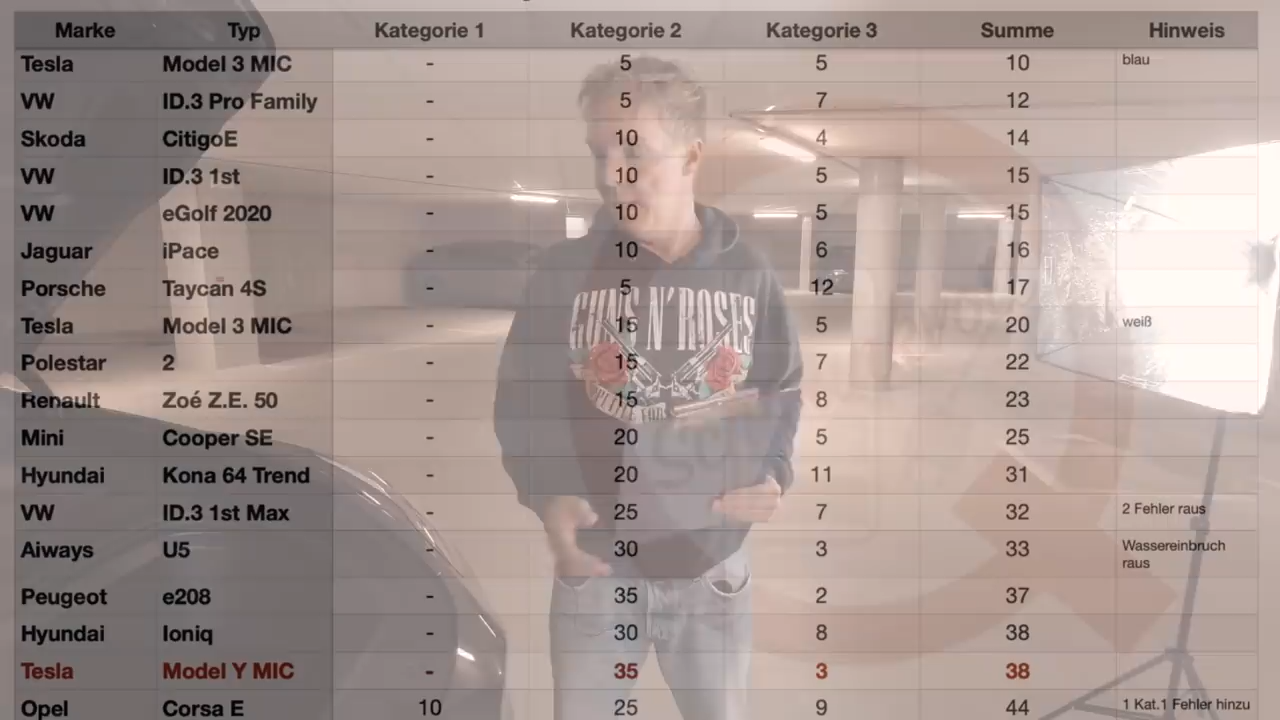 Marke Typ Kategorie 1 Kategorie 2 Kategorie 3 Summe Hinweis
Tesla Model 3 MIC - 5 5 10 blau
VW ID.3 Pro Family - 5 7 12
Skoda CitigoE - 10 4 14
VW ID.3 1st - 10 5 15
VW eGolf 2020 - 10 5 15
Jaguar iPace - 10 6 16
Porsche Taycan 4S - 5 12 17
Tesla Model 3 MIC - 15 5 20 weiß
Polestar 2 - 15 7 22
Renault Zoé Z.E. 50 - 15 8 23
Mini Cooper SE - 20 5 25
Hyundai Kona 64 Trend - 20 11 31
VW ID.3 1st Max - 25 7 32 2 Fehler raus
Aiways U5 - 30 3 33 Wassereinbruch
raus
Peugeot e208 - 35 2 37
Hyundai Ioniq - 30 8 38
Tesla Model Y MIC - 35 3 38
Opel Corsa E 10 25 9 44 1 Kat.1 Fehler hinzu
GUNS N' ROSES